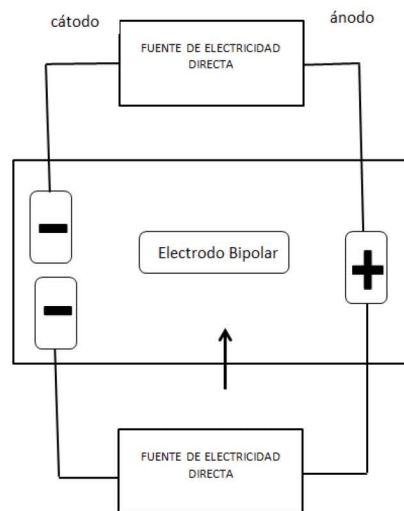 cátodo
ánodo
FUENTE DE ELECTRICIDAD
DIRECTA
Electrodo Bipolar
FUENTE DE ELECTRICIDAD
DIRECTA